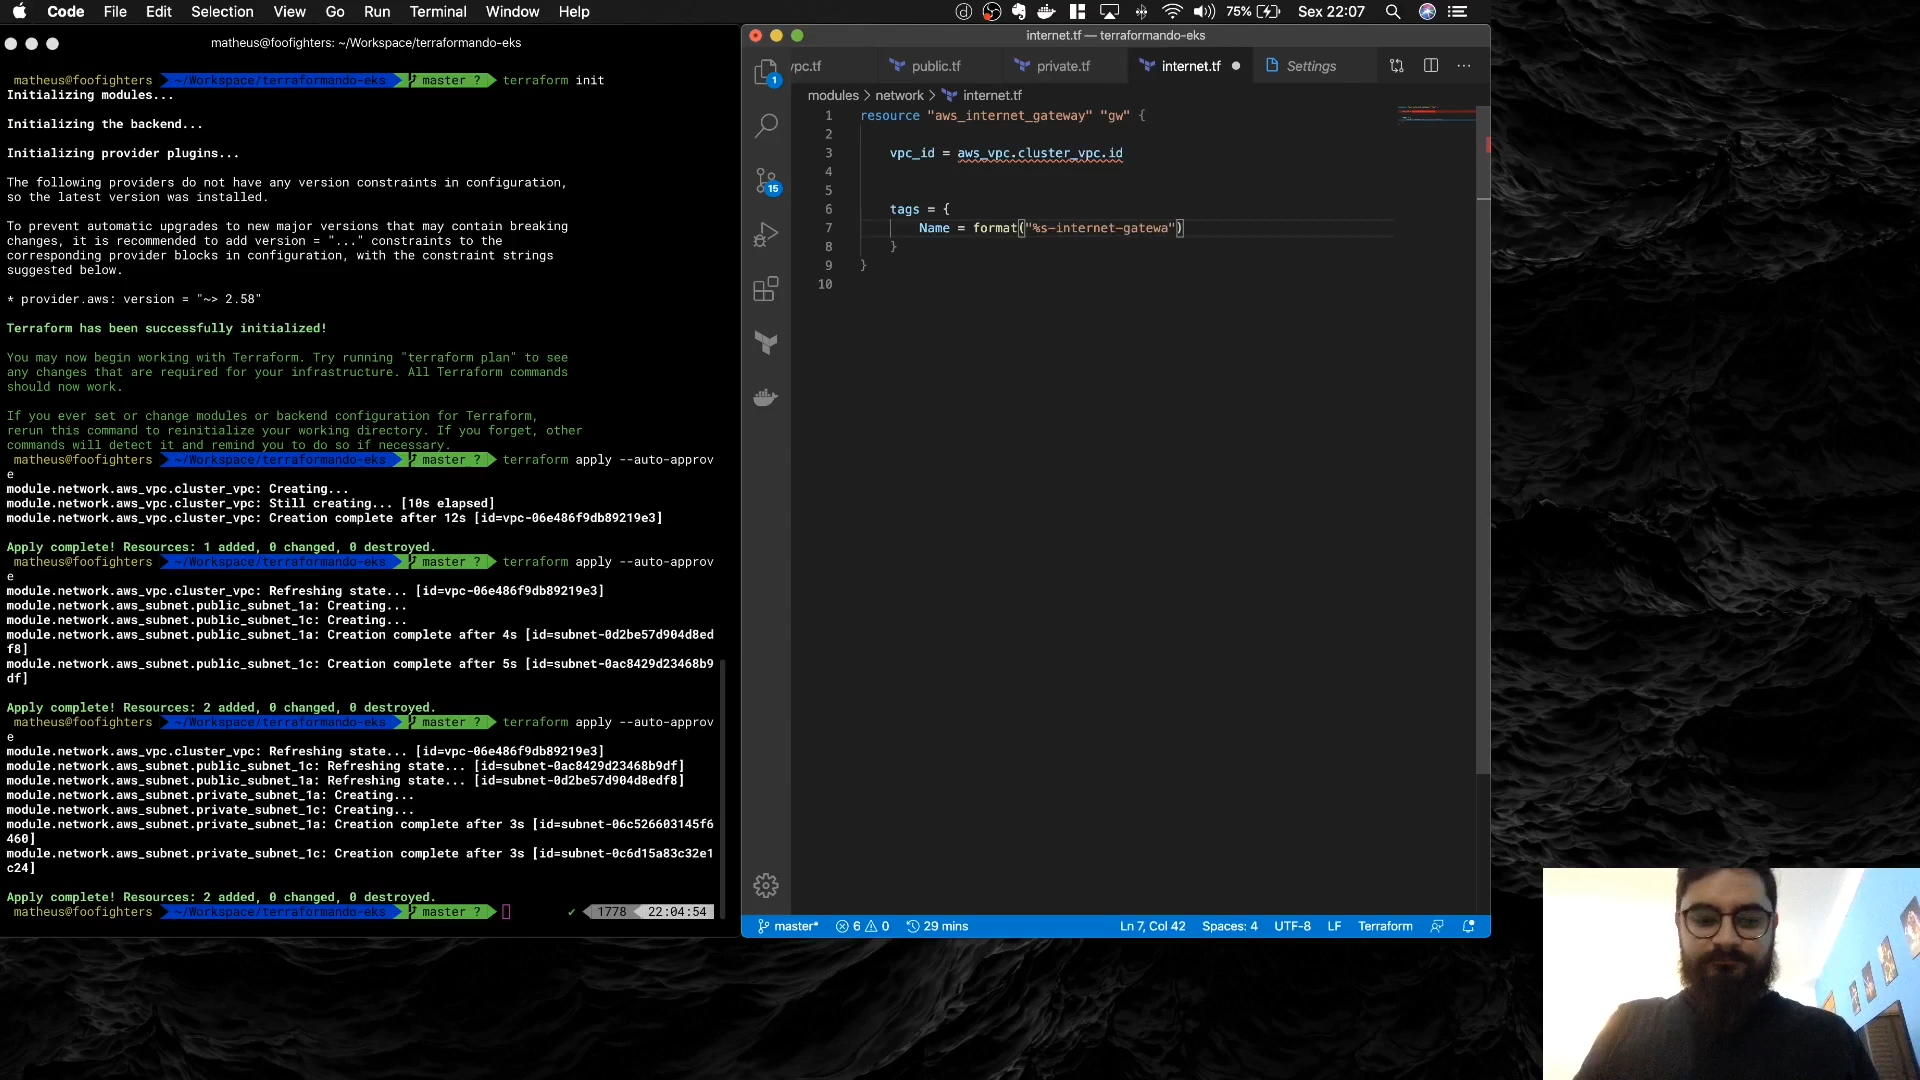 Code File Edit Selection View Go Run Terminal Window Help
75% Sex 22:07
matheus@foofighters: ~/Workspace/terraformando-eks
matheus@foofighters ~/Workspace/terraformando-eks master ? terraform init
Initializing modules...
Initializing the backend...
Initializing provider plugins...
The following providers do not have any version constraints in configuration,
so the latest version was installed.
To prevent automatic upgrades to new major versions that may contain breaking
changes, it is recommended to add version = "..." constraints to the
corresponding provider blocks in configuration, with the constraint strings
suggested below.
* provider.aws: version = "~> 2.58"
Terraform has been successfully initialized!
You may now begin working with Terraform. Try running "terraform plan" to see
any changes that are required for your infrastructure. All Terraform commands
should now work.
If you ever set or change modules or backend configuration for Terraform,
rerun this command to reinitialize your working directory. If you forget, other
commands will detect it and remind you to do so if necessary.
matheus@foofighters ~/Workspace/terraformando-eks master ? terraform apply --auto-approv
e
module.network.aws_vpc.cluster_vpc: Creating...
module.network.aws_vpc.cluster_vpc: Still creating... [10s elapsed]
module.network.aws_vpc.cluster_vpc: Creation complete after 12s [id=vpc-06e486f9db89219e3]
Apply complete! Resources: 1 added, 0 changed, 0 destroyed.
matheus@foofighters ~/Workspace/terraformando-eks master ? terraform apply --auto-approv
e
module.network.aws_vpc.cluster_vpc: Refreshing state... [id=vpc-06e486f9db89219e3]
module.network.aws_subnet.public_subnet_1a: Creating...
module.network.aws_subnet.public_subnet_1c: Creating...
module.network.aws_subnet.public_subnet_1a: Creation complete after 4s [id=subnet-0d2be57d904d8ed
f8]
module.network.aws_subnet.public_subnet_1c: Creation complete after 5s [id=subnet-0ac8429d23468b9
df]
Apply complete! Resources: 2 added, 0 changed, 0 destroyed.
matheus@foofighters ~/Workspace/terraformando-eks master ? terraform apply --auto-approv
e
module.network.aws_vpc.cluster_vpc: Refreshing state... [id=vpc-06e486f9db89219e3]
module.network.aws_subnet.public_subnet_1c: Refreshing state... [id=subnet-0ac8429d23468b9df]
module.network.aws_subnet.public_subnet_1a: Refreshing state... [id=subnet-0d2be57d904d8edf8]
module.network.aws_subnet.private_subnet_1a: Creating...
module.network.aws_subnet.private_subnet_1c: Creating...
module.network.aws_subnet.private_subnet_1a: Creation complete after 3s [id=subnet-06c526603145f6
460]
module.network.aws_subnet.private_subnet_1c: Creation complete after 3s [id=subnet-0c6d15a83c32e1
c24]
Apply complete! Resources: 2 added, 0 changed, 0 destroyed.
matheus@foofighters ~/Workspace/terraformando-eks master ? ✔ 1778 22:04:54
internet.tf — terraformando-eks
vpc.tf public.tf private.tf internet.tf Settings
modules > network > internet.tf
1 resource "aws_internet_gateway" "gw" {
2
3 vpc_id = aws_vpc.cluster_vpc.id
4
5
6 tags = {
7 Name = format("%s-internet-gatewa")
8 }
9 }
10
1
15
master* 6 0 29 mins Ln 7, Col 42 Spaces: 4 UTF-8 LF Terraform